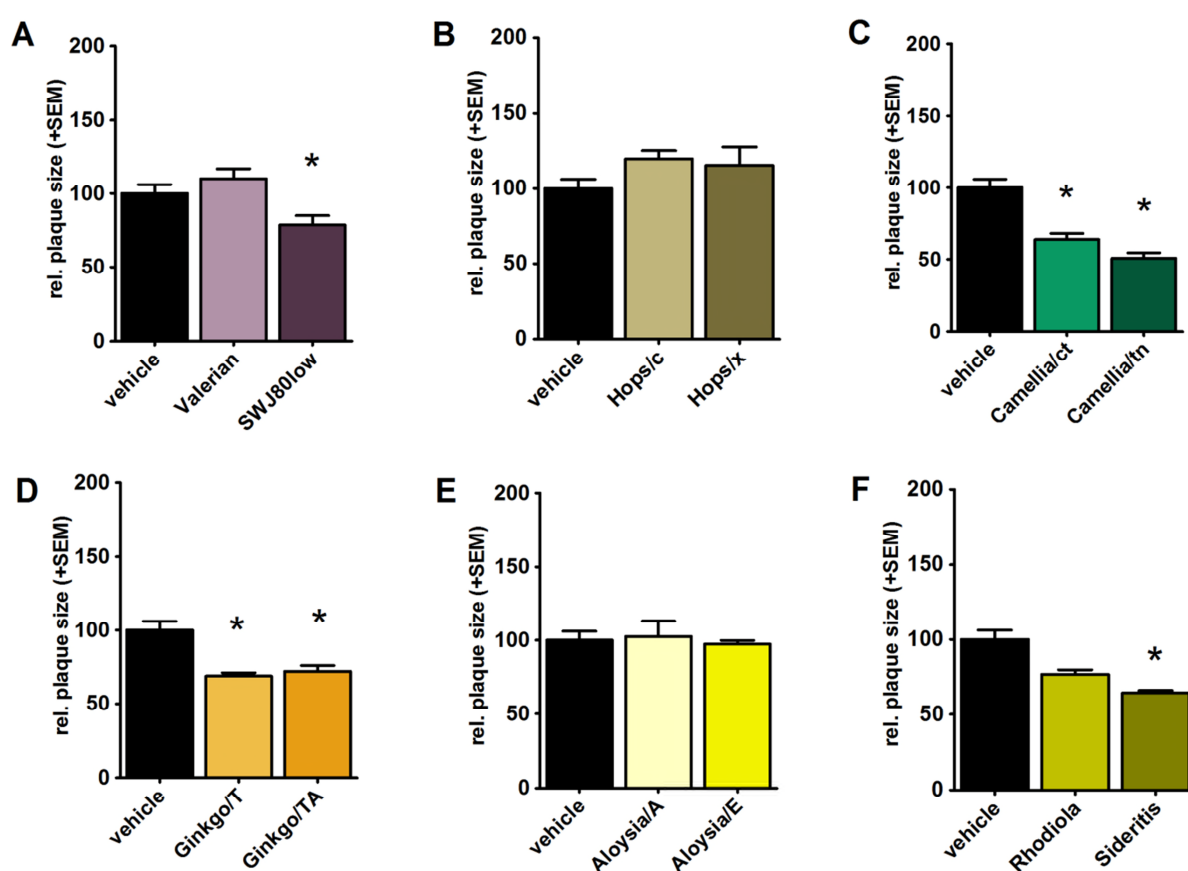 A
rel. plaque size (+SEM)
200
150
100
50
0
*
vehicle
Valerian
SWJ80low
B
rel. plaque size (+SEM)
200
150
100
50
0
vehicle
Hops/c
Hops/x
C
rel. plaque size (+SEM)
200
150
100
50
0
*
*
vehicle
Camellia/ct
Camellia/tn
D
rel. plaque size (+SEM)
200
150
100
50
0
*
*
vehicle
Ginkgo/T
Ginkgo/TA
E
rel. plaque size (+SEM)
200
150
100
50
0
vehicle
Aloysia/A
Aloysia/E
F
rel. plaque size (+SEM)
200
150
100
50
0
*
vehicle
Rhodiola
Sideritis